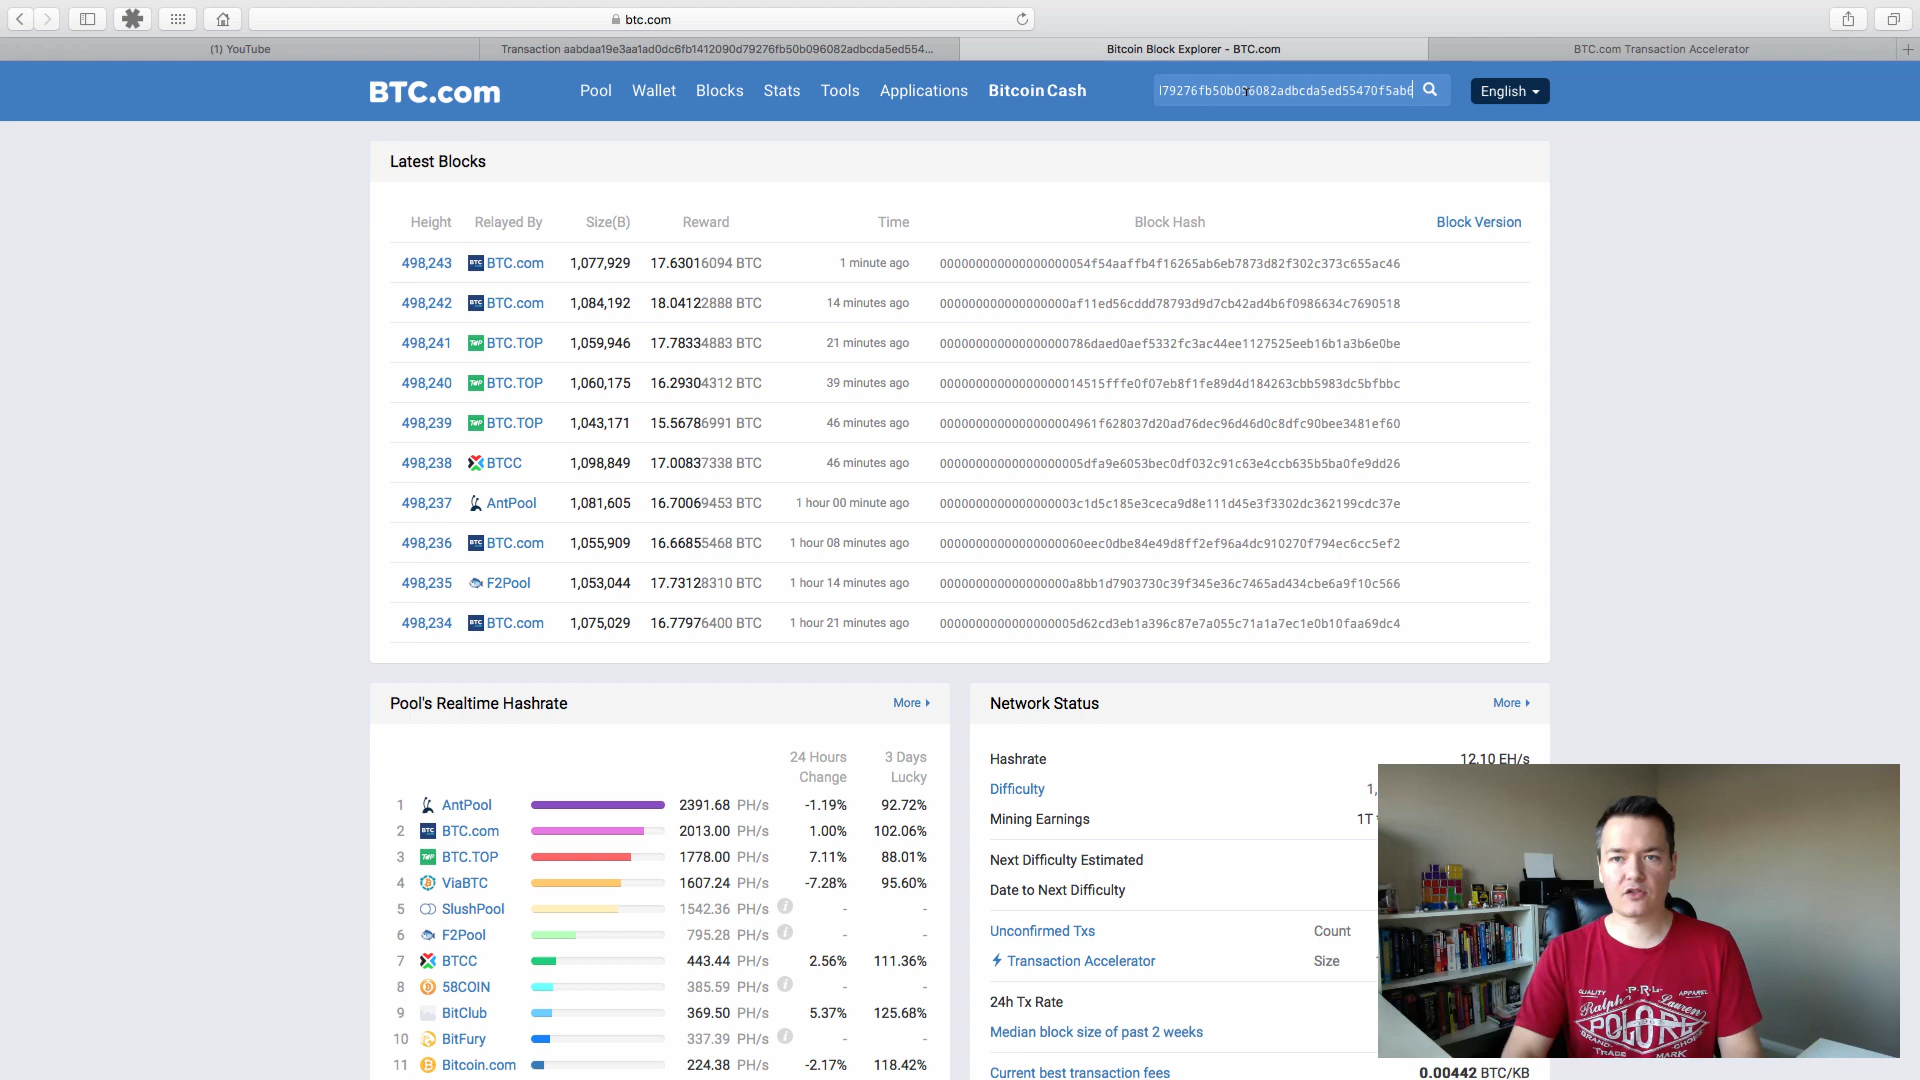 btc.com
(1) YouTube
Transaction aabdaa19e3aa1ad0dc6fb1412090d79276fb50b096082adbcda5ed554...
Bitcoin Block Explorer - BTC.com
BTC.com Transaction Accelerator
BTC.com
Pool Wallet Blocks Stats Tools Applications Bitcoin Cash
79276fb50b096082adbcda5ed55470f5ab6
English
Latest Blocks
Height Relayed By Size(B) Reward Time Block Hash Block Version
498,243 BTC.com 1,077,929 17.63016094 BTC 1 minute ago 000000000000000000054f54aaffb4f16265ab6eb7873d82f302c373c655ac46
498,242 BTC.com 1,084,192 18.04122888 BTC 14 minutes ago 000000000000000000af11ed56cddd78793d9d7cb42ad4b6f0986634c7690518
498,241 BTC.TOP 1,059,946 17.78334883 BTC 21 minutes ago 000000000000000000786daed0aef5332fc3ac44ee1127525eeb16b1a3b6e0be
498,240 BTC.TOP 1,060,175 16.29304312 BTC 39 minutes ago 00000000000000000014515fffe0f07eb8f1fe89d4d184263cbb5983dc5bfbbc
498,239 BTC.TOP 1,043,171 15.56786991 BTC 46 minutes ago 0000000000000000004961f628037d20ad76dec96d46d0c8dfc90bee3481ef60
498,238 BTCC 1,098,849 17.00837338 BTC 46 minutes ago 0000000000000000005dfa9e6053bec0df032c91c63e4ccb635b5ba0fe9dd26
498,237 AntPool 1,081,605 16.70069453 BTC 1 hour 00 minute ago 0000000000000000003c1d5c185e3ceca9d8e111d45e3f3302dc362199cdc37e
498,236 BTC.com 1,055,909 16.66855468 BTC 1 hour 08 minutes ago 00000000000000000060eec0dbe84e49d8ff2ef96a4dc910270f794ec6cc5ef2
498,235 F2Pool 1,053,044 17.73128310 BTC 1 hour 14 minutes ago 000000000000000000a8bb1d7903730c39f345e36c7465ad434cbe6a9f10c566
498,234 BTC.com 1,075,029 16.77976400 BTC 1 hour 21 minutes ago 0000000000000000005d62cd3eb1a396c87e7a055c71a1a7ec1e0b10faa69dc4
Pool's Realtime Hashrate More
24 Hours Change 3 Days Lucky
1 AntPool 2391.68 PH/s -1.19% 92.72%
2 BTC.com 2013.00 PH/s 1.00% 102.06%
3 BTC.TOP 1778.00 PH/s 7.11% 88.01%
4 ViaBTC 1607.24 PH/s -7.28% 95.60%
5 SlushPool 1542.36 PH/s - -
6 F2Pool 795.28 PH/s - -
7 BTCC 443.44 PH/s 2.56% 111.36%
8 58COIN 385.59 PH/s - -
9 BitClub 369.50 PH/s 5.37% 125.68%
10 BitFury 337.39 PH/s - -
11 Bitcoin.com 224.38 PH/s -2.17% 118.42%
Network Status More
Hashrate 12.10 EH/s
Difficulty 1,
Mining Earnings 1T
Next Difficulty Estimated
Date to Next Difficulty
Unconfirmed Txs Count
Transaction Accelerator Size
24h Tx Rate
Median block size of past 2 weeks
Current best transaction fees 0.00442 BTC/KB
QUALITY P.R.L APPAREL
Ralph Lauren
POLO RL
TRADE MARK